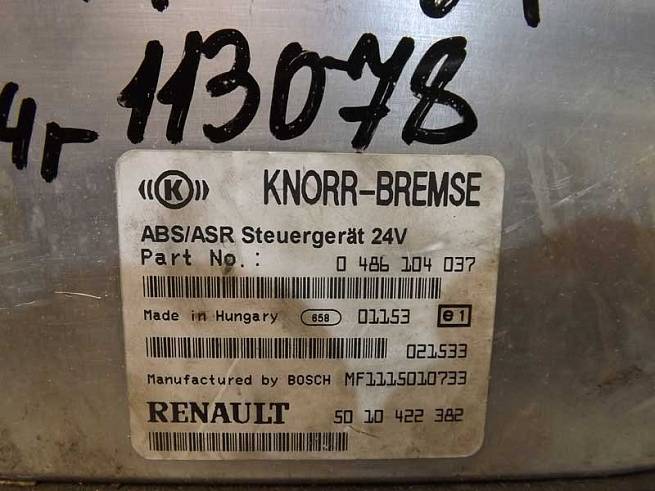 113078
4г
((K)) KNORR-BREMSE
ABS/ASR Steuergerät 24V
Part No.: 0 486 104 037
Made in Hungary 658 01153 e1
021533
Manufactured by BOSCH MF1115010733
RENAULT 50 10 422 382